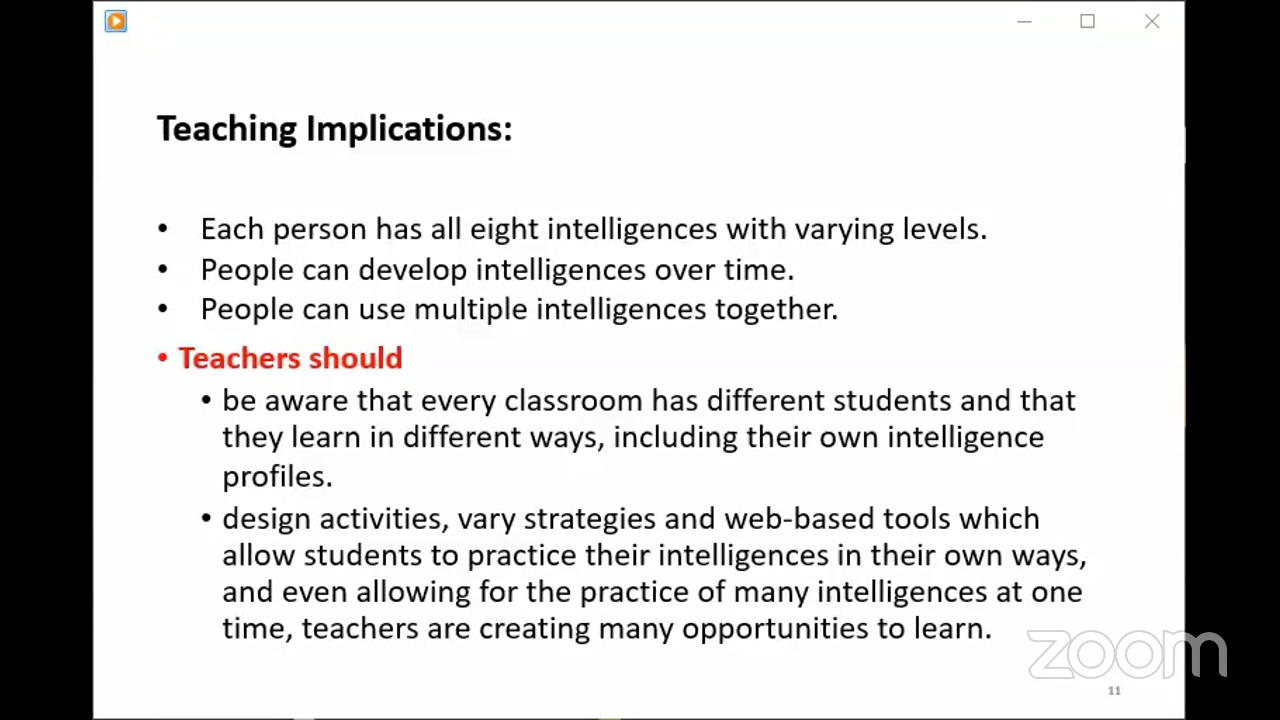 Teaching Implications:
• Each person has all eight intelligences with varying levels.
• People can develop intelligences over time.
• People can use multiple intelligences together.
• Teachers should
• be aware that every classroom has different students and that
they learn in different ways, including their own intelligence
profiles.
• design activities, vary strategies and web-based tools which
allow students to practice their intelligences in their own ways,
and even allowing for the practice of many intelligences at one
time, teachers are creating many opportunities to learn.
zoom
11